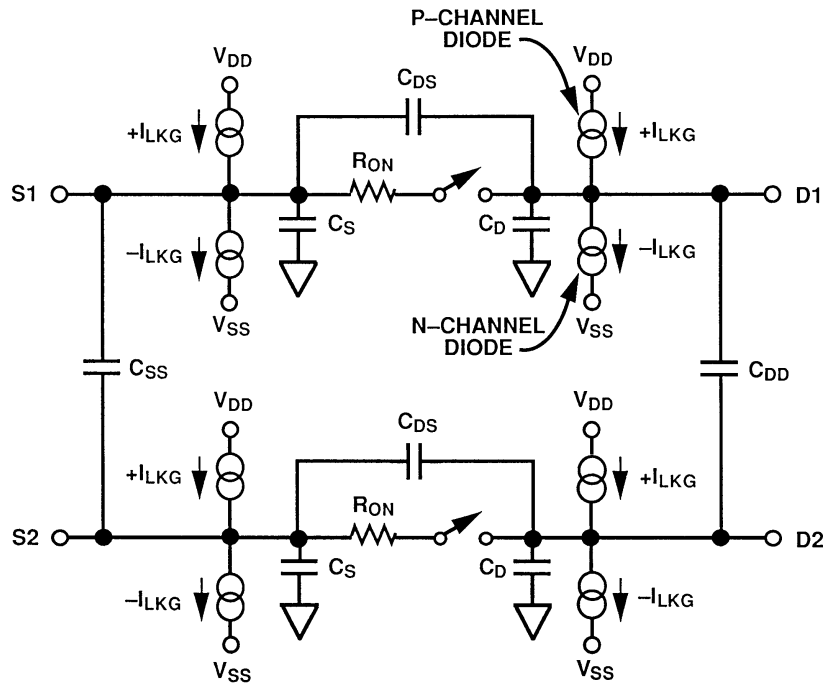 P–CHANNEL
DIODE
VDD
VDD
CDS
+ILKG
+ILKG
RON
S1
D1
CS
CD
–ILKG
–ILKG
VSS
N–CHANNEL
DIODE
VSS
CSS
CDD
VDD
VDD
CDS
+ILKG
+ILKG
RON
S2
D2
CS
CD
–ILKG
–ILKG
VSS
VSS